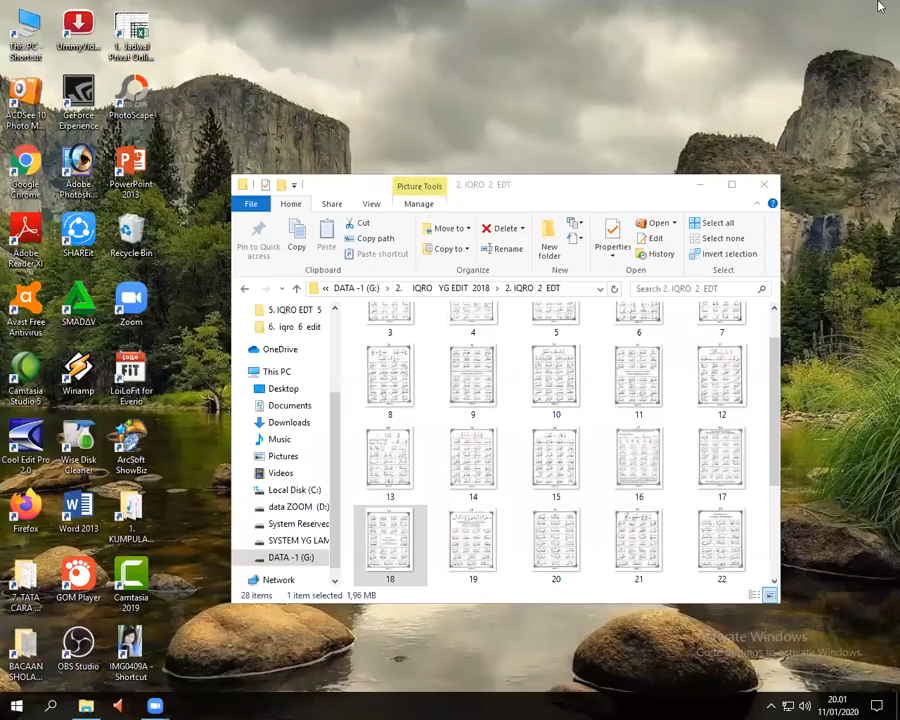 This PC -
Shortcut
UmmyVid...
1. Jadwal
Privat Onli...
ACDSee 10
Photo M...
GeForce
Experience
PhotoScape
Google
Chrome
Adobe
Photosh...
PowerPoint
2013
Adobe
Reader XI
SHAREit
Recycle Bin
Avast Free
Antivirus
SMADΔV
Zoom
Camtasia
Studio 5
Winamp
LoiLoFit for
Everio
Cool Edit Pro
2.0
Wise Disk
Cleaner
ArcSoft
ShowBiz
Firefox
Word 2013
1.
KUMPULA...
7. TATA
CARA ...
GOM Player
Camtasia
2019
BACAAN
SHOLA...
OBS Studio
IMG0409A -
Shortcut
Picture Tools
2. IQRO 2 EDT
File
Home
Share
View
Manage
Pin to Quick
access
Copy
Paste
Cut
Copy path
Paste shortcut
Clipboard
Move to
Copy to
Delete
Rename
Organize
New
folder
New
Properties
Open
Edit
History
Open
Select all
Select none
Invert selection
Select
« DATA -1 (G:) › 2. IQRO YG EDIT 2018 › 2. IQRO 2 EDT
Search 2. IQRO 2 EDT
5. IQRO EDT 5
6. iqro 6 edit
OneDrive
This PC
Desktop
Documents
Downloads
Music
Pictures
Videos
Local Disk (C:)
data ZOOM (D:)
System Reserved
SYSTEM YG LAM
DATA -1 (G:)
Network
3
4
5
6
7
8
9
10
11
12
13
14
15
16
17
18
19
20
21
22
28 items
1 item selected 1,96 MB
Activate Windows
Go to Settings to activate Windows.
20.01
11/01/2020